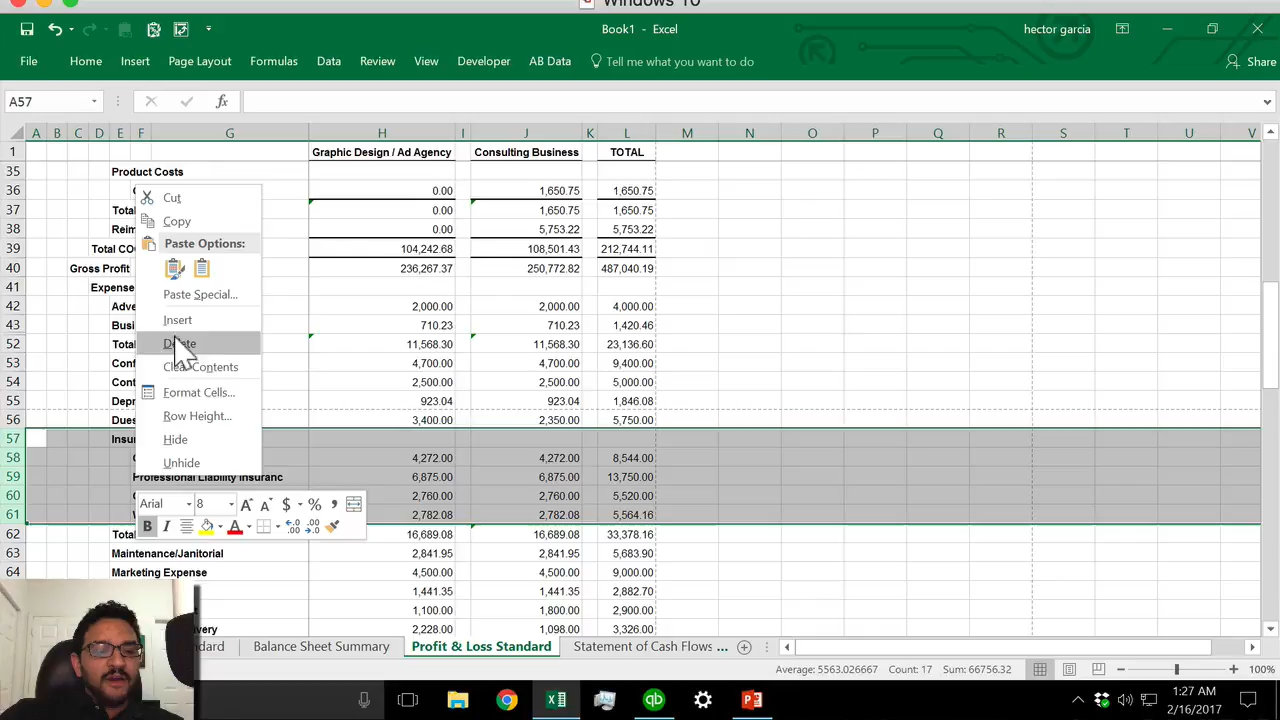 Windows 10
Book1 - Excel
hector garcia
File Home Insert Page Layout Formulas Data Review View Developer AB Data Tell me what you want to do Share
A57 fx
A B C D E F G H I J K L M N O P Q R S T U V
1 Graphic Design / Ad Agency Consulting Business TOTAL
35 Product Costs
36 0.00 1,650.75 1,650.75
37 Total 0.00 1,650.75 1,650.75
38 Reim 0.00 5,753.22 5,753.22
39 Total CO 104,242.68 108,501.43 212,744.11
40 Gross Profit 236,267.37 250,772.82 487,040.19
41 Expense
42 Adve 2,000.00 2,000.00 4,000.00
43 Busi 710.23 710.23 1,420.46
52 Total 11,568.30 11,568.30 23,136.60
53 Conf 4,700.00 4,700.00 9,400.00
54 Cont 2,500.00 2,500.00 5,000.00
55 Depr 923.04 923.04 1,846.08
56 Dues 3,400.00 2,350.00 5,750.00
57 Insu
58 4,272.00 4,272.00 8,544.00
59 Professional Liability Insuranc 6,875.00 6,875.00 13,750.00
60 2,760.00 2,760.00 5,520.00
61 2,782.08 2,782.08 5,564.16
62 Total 16,689.08 16,689.08 33,378.16
63 Maintenance/Janitorial 2,841.95 2,841.95 5,683.90
64 Marketing Expense 4,500.00 4,500.00 9,000.00
1,441.35 1,441.35 2,882.70
1,100.00 1,800.00 2,900.00
very 2,228.00 1,098.00 3,326.00
Cut
Copy
Paste Options:
Paste Special...
Insert
Delete
Clear Contents
Format Cells...
Row Height...
Hide
Unhide
Arial 8 A A $ % ,
B I A
ndard Balance Sheet Summary Profit & Loss Standard Statement of Cash Flows ...
Average: 5563.026667 Count: 17 Sum: 66756.32 100%
1:27 AM
2/16/2017